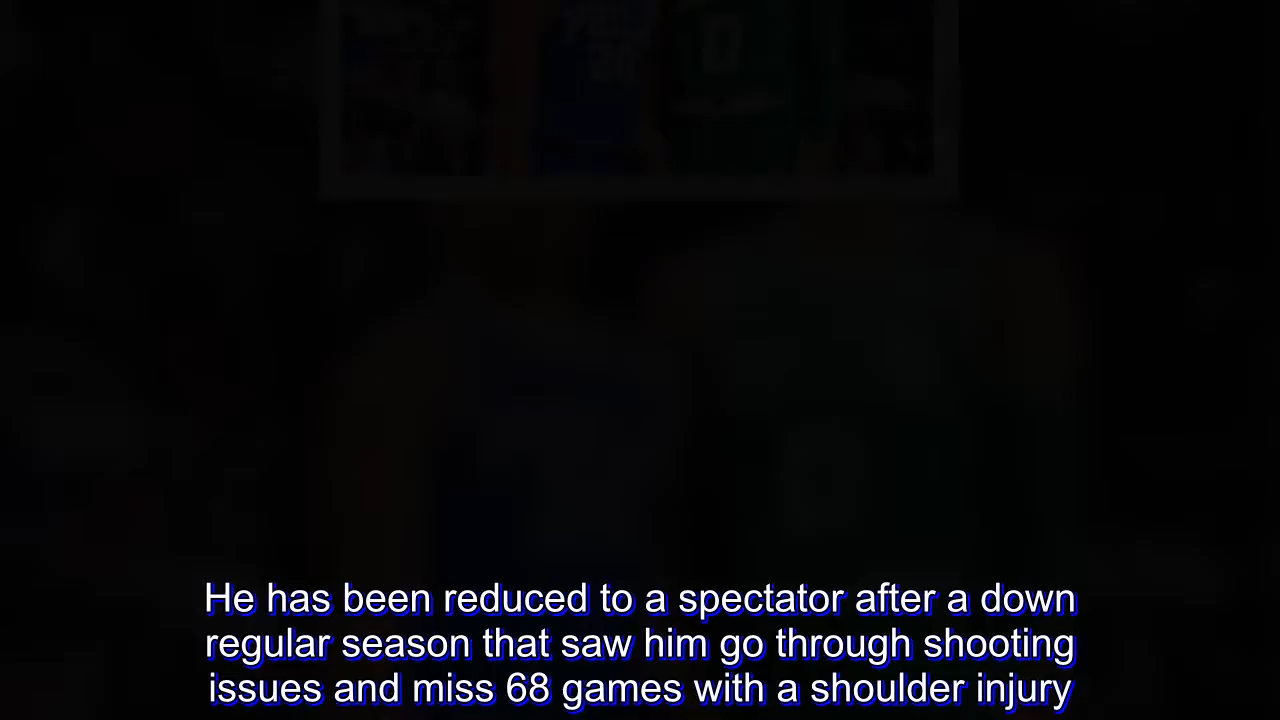 He has been reduced to a spectator after a down
regular season that saw him go through shooting
issues and miss 68 games with a shoulder injury